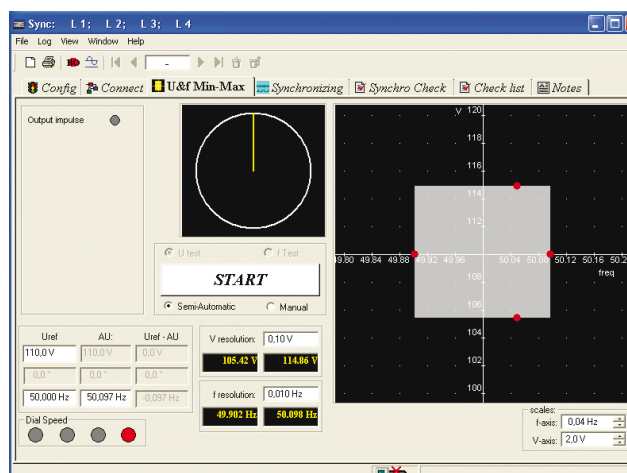 Sync: L 1; L 2; L 3; L 4
File Log View Window Help
-
Config Connect U&f Min-Max Synchronizing Synchro Check Check list Notes
Output impulse
U test f Test
START
Semi-Automatic Manual
Uref AU: Uref - AU
110,0 V 110,0 V 0,0 V
0,0 ° 0,0 ° 0,0 °
50,000 Hz 50,097 Hz -0,097 Hz
Dial Speed
V resolution: 0,10 V
105.42 V 114.86 V
f resolution: 0,010 Hz
49.902 Hz 50.098 Hz
V 120
118
116
114
112
49.80 49.84 49.88 49.92 49.96 50.04 50.08 50.12 50.16 50.2
freq
108
106
104
102
100
scales:
f-axis: 0,04 Hz
V-axis: 2,0 V